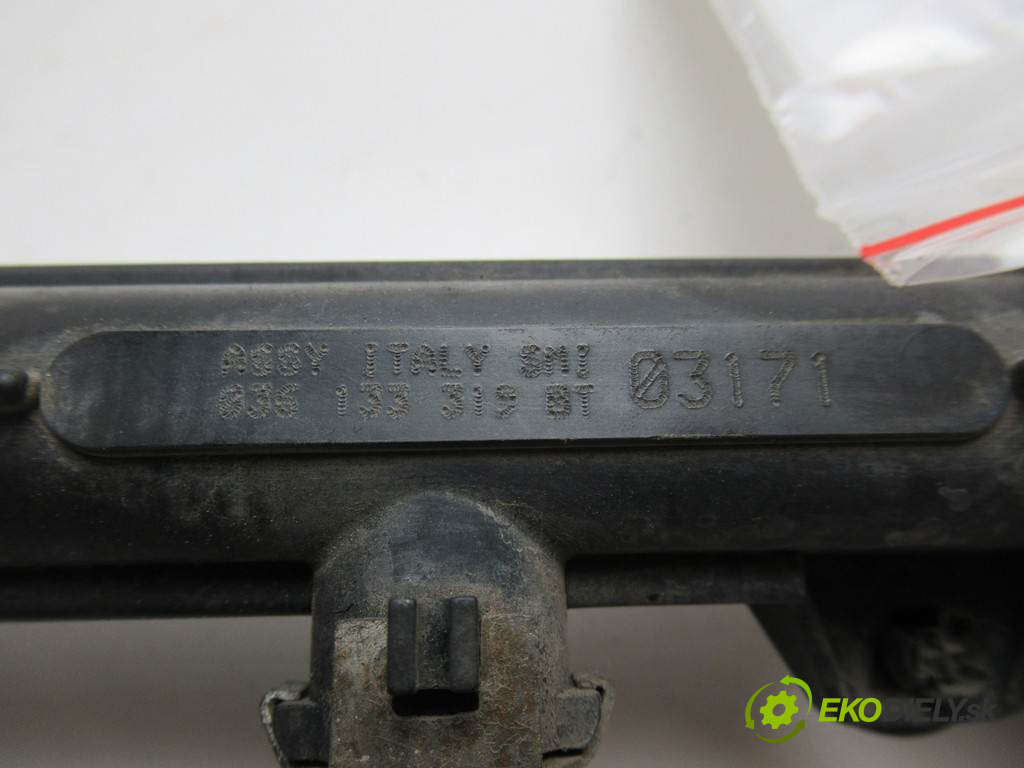 ASSY ITALY SMI 03171
036 133 319 BT
EKODIELY.sk